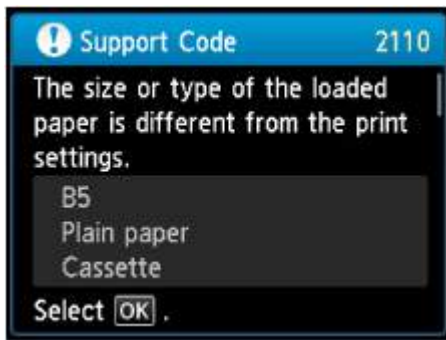 Support Code 2110
The size or type of the loaded
paper is different from the print
settings.
B5
Plain paper
Cassette
Select OK .